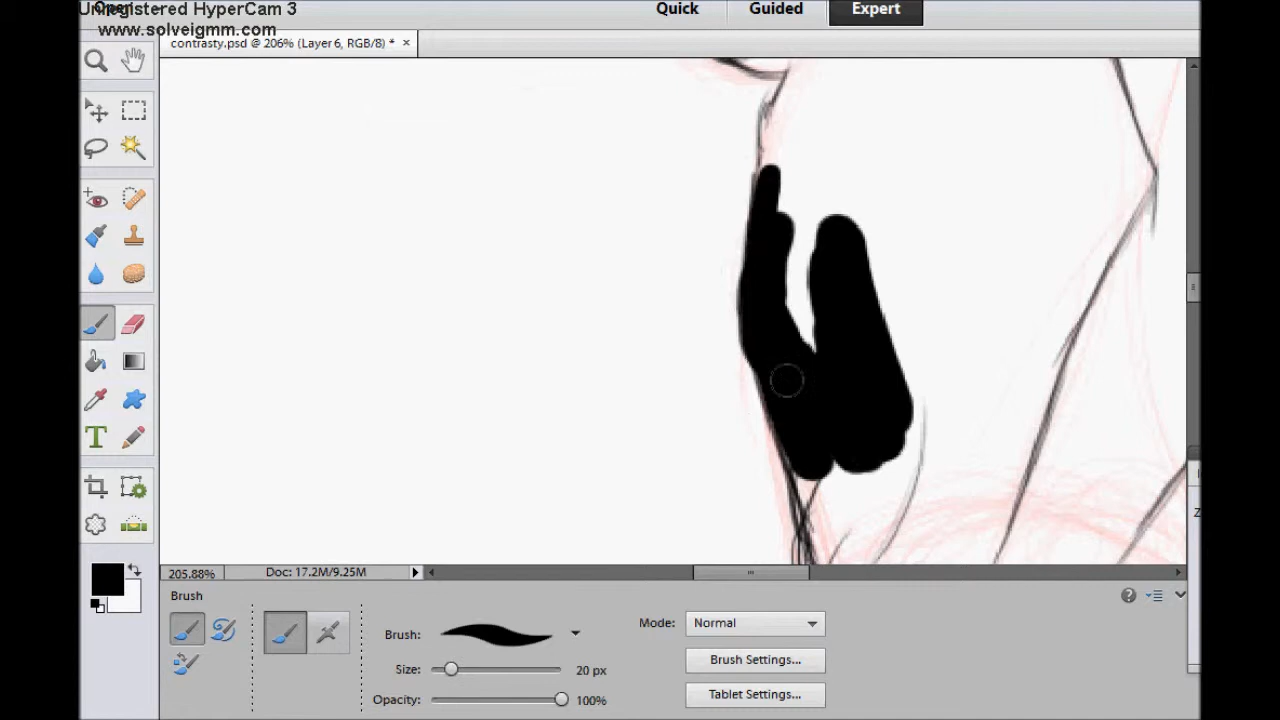 Unregistered HyperCam 3
www.solveigmm.com
Open
Quick Guided Expert
contrasty.psd @ 206% (Layer 6, RGB/8) * ×
T
205.88% Doc: 17.2M/9.25M
Brush
Brush:
Size: 20 px
Opacity: 100%
Mode: Normal
Brush Settings...
Tablet Settings...
Z